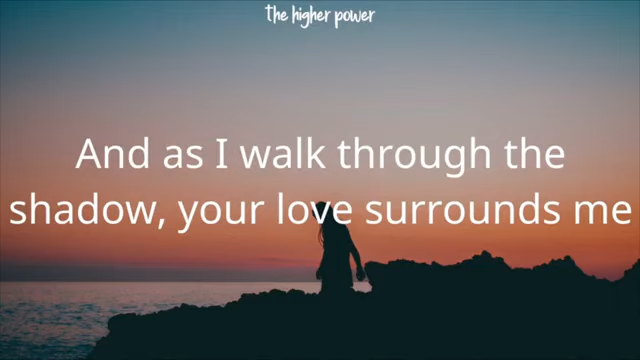 the higher power
And as I walk through the
shadow, your love surrounds me